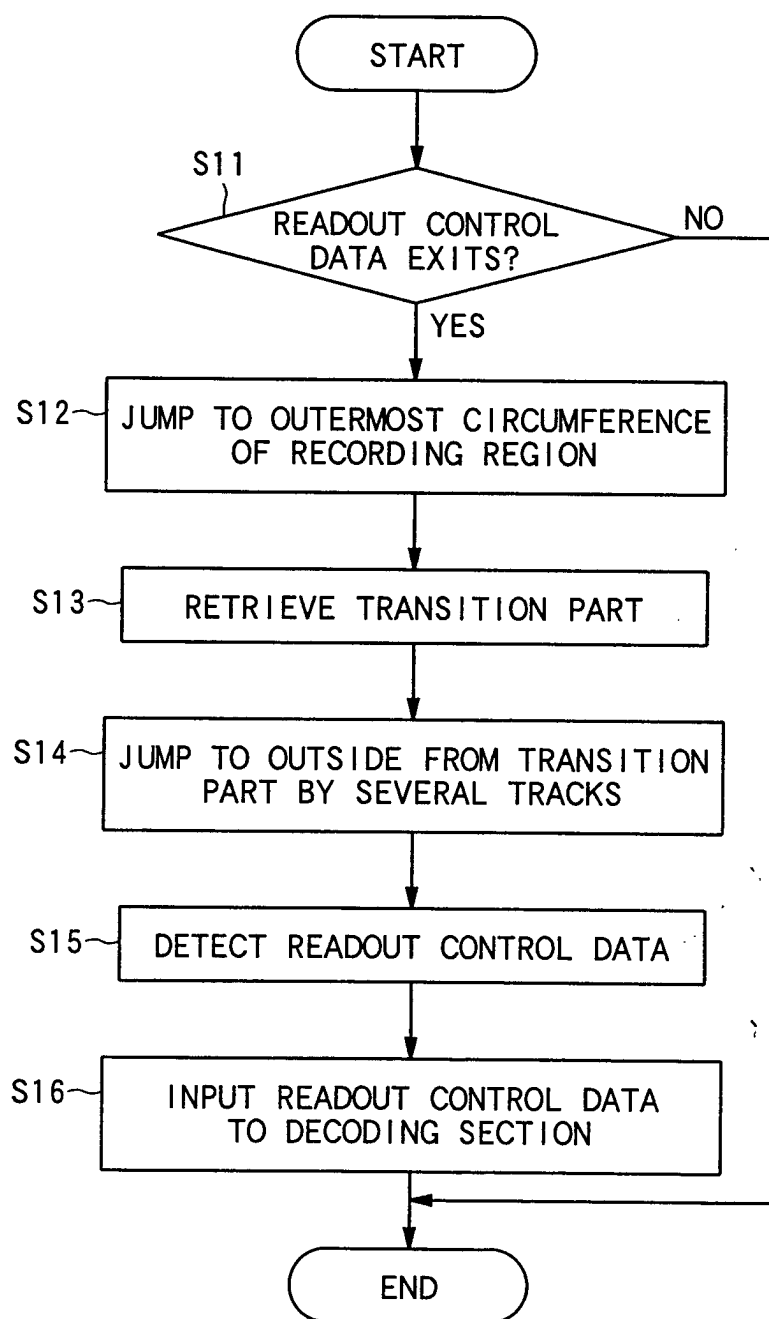 START
S11
READOUT CONTROL
DATA EXITS?
NO
YES
S12
JUMP TO OUTERMOST CIRCUMFERENCE
OF RECORDING REGION
S13
RETRIEVE TRANSITION PART
S14
JUMP TO OUTSIDE FROM TRANSITION
PART BY SEVERAL TRACKS
S15
DETECT READOUT CONTROL DATA
S16
INPUT READOUT CONTROL DATA
TO DECODING SECTION
END